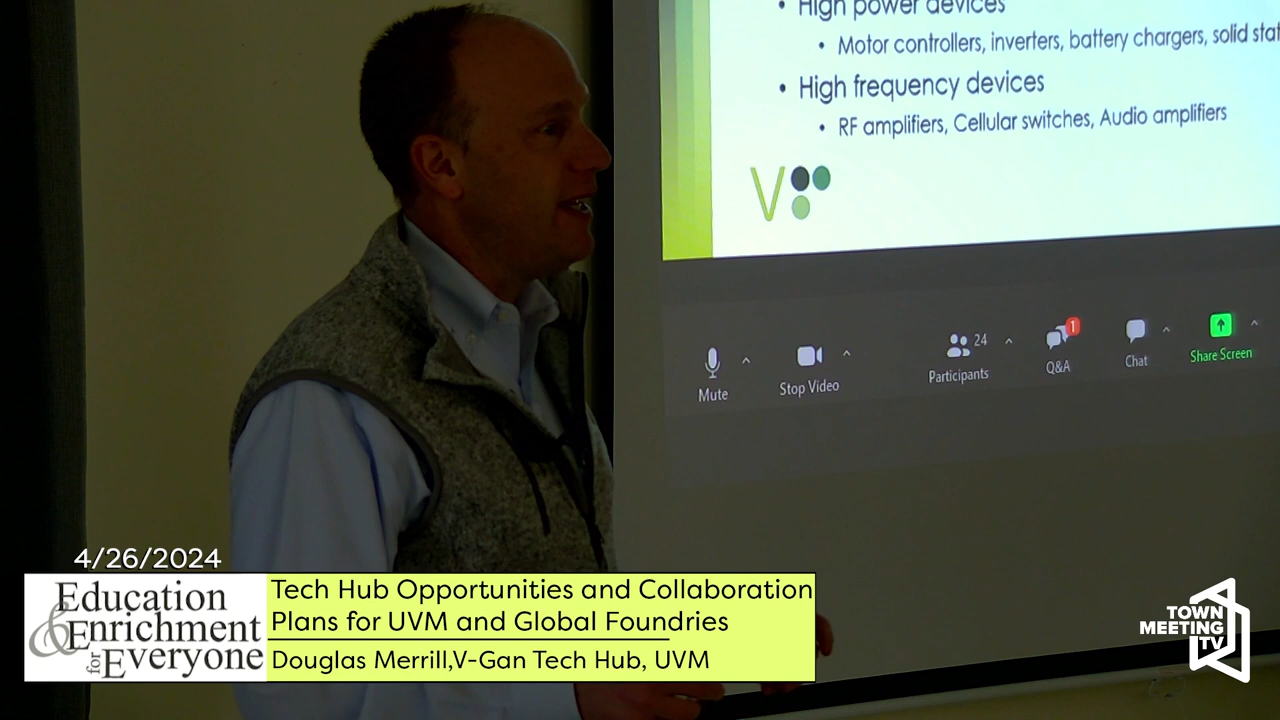 • High power devices
• Motor controllers, inverters, battery chargers, solid stat
• High frequency devices
• RF amplifiers, Cellular switches, Audio amplifiers
V
24
1
Mute
Stop Video
Participants
Q&A
Chat
Share Screen
4/26/2024
Education
& Enrichment
for Everyone
Tech Hub Opportunities and Collaboration
Plans for UVM and Global Foundries
Douglas Merrill,V-Gan Tech Hub, UVM
TOWN
MEETING
TV